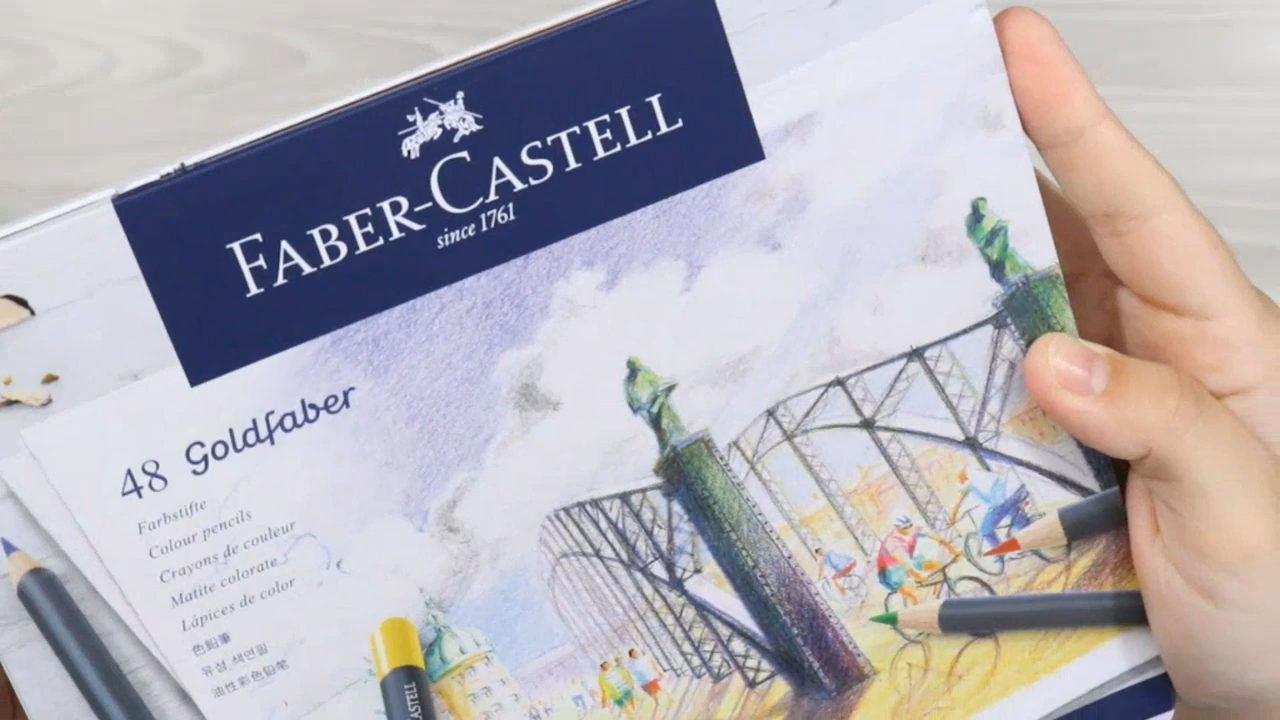 FABER-CASTELL
since 1761
48 Goldfaber
Farbstifte
Colour pencils
Crayons de couleur
Matite colorate
Lápices de color
色鉛筆
유성 색연필
油性彩色铅笔
CASTELL